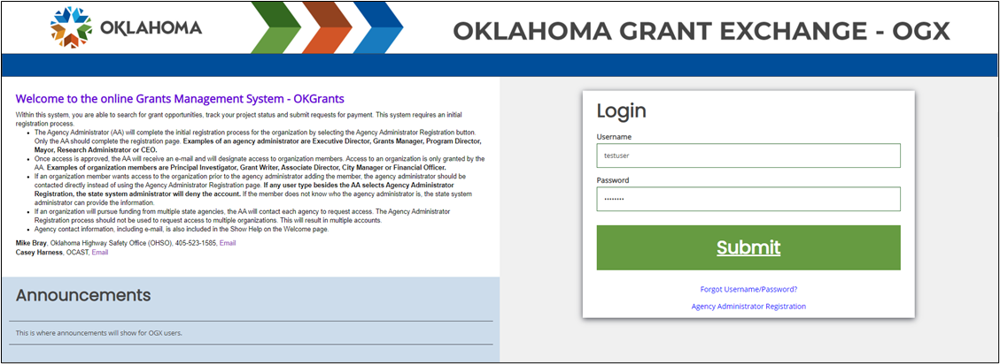 OKLAHOMA
OKLAHOMA GRANT EXCHANGE - OGX
Welcome to the online Grants Management System - OKGrants
Within this system, you are able to search for grant opportunities, track your project status and submit requests for payment. This system requires an initial
registration process.
• The Agency Administrator (AA) will complete the initial registration process for the organization by selecting the Agency Administrator Registration button.
Only the AA should complete the registration page. Examples of an agency administrator are Executive Director, Grants Manager, Program Director,
Mayor, Research Administrator or CEO.
• Once access is approved, the AA will receive an e-mail and will designate access to organization members. Access to an organization is only granted by the
AA. Examples of organization members are Principal Investigator, Grant Writer, Associate Director, City Manager or Financial Officer.
• If an organization member wants access to the organization prior to the agency administrator adding the member, the agency administrator should be
contacted directly instead of using the Agency Administrator Registration page. If any user type besides the AA selects Agency Administrator
Registration, the state system administrator will deny the account. If the member does not know who the agency administrator is, the state system
administrator can provide the information.
• If an organization will pursue funding from multiple state agencies, the AA will contact each agency to request access. The Agency Administrator
Registration process should not be used to request access to multiple organizations. This will result in multiple accounts.
• Agency contact information, including e-mail, is also included in the Show Help on the Welcome page.
Mike Bray, Oklahoma Highway Safety Office (OHSO), 405-523-1585, Email
Casey Harness, OCAST, Email
Announcements
This is where announcements will show for OGX users.
Login
Username
testuser
Password
••••••••
Submit
Forgot Username/Password?
Agency Administrator Registration